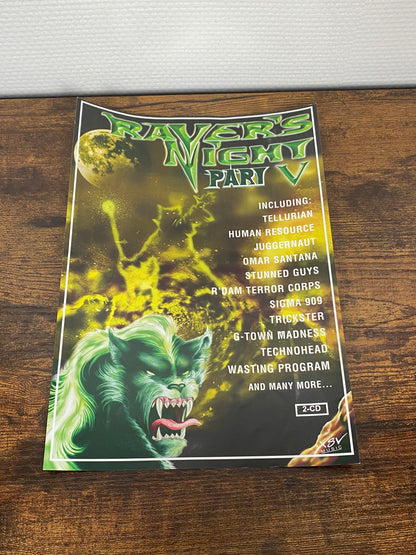 RAVER'S
NIGHT
PART V
INCLUDING:
TELLURIAN
HUMAN RESOURCE
JUGGERNAUT
OMAR SANTANA
STUNNED GUYS
R'DAM TERROR CORPS
SIGMA 909
TRICKSTER
G-TOWN MADNESS
TECHNOHEAD
WASTING PROGRAM
AND MANY MORE...
2-CD
MUSIC